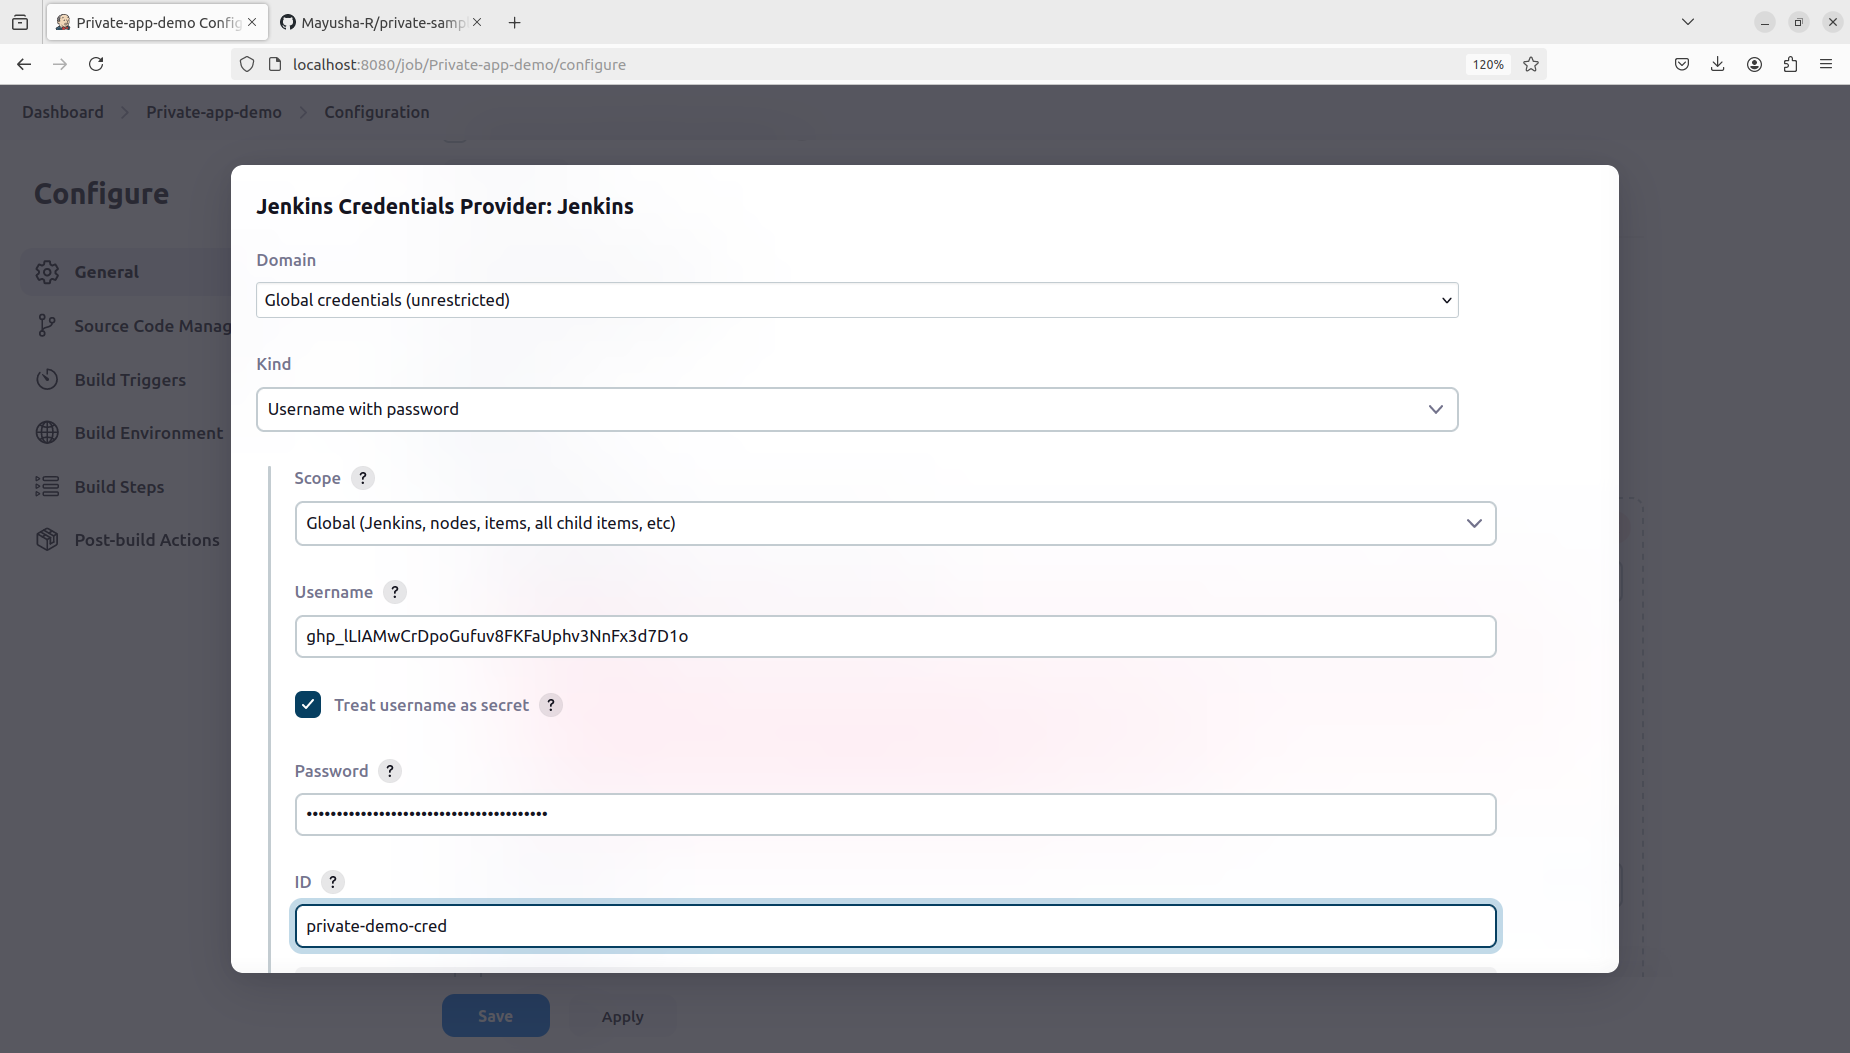 Private-app-demo Config
Mayusha-R/private-samp
localhost:8080/job/Private-app-demo/configure
120%
Dashboard
Private-app-demo
Configuration
Configure
General
Source Code Manag
Build Triggers
Build Environment
Build Steps
Post-build Actions
Jenkins Credentials Provider: Jenkins
Domain
Global credentials (unrestricted)
Kind
Username with password
Scope ?
Global (Jenkins, nodes, items, all child items, etc)
Username ?
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
Treat username as secret ?
Password ?
••••••••••••••••••••••••••••••••••••••••
ID ?
private-demo-cred
Save
Apply